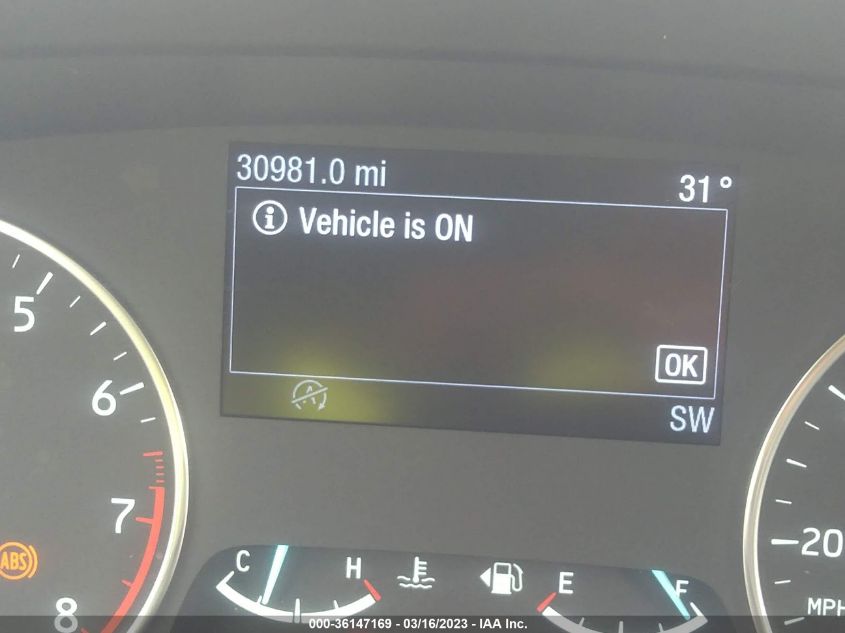 30981.0 mi 31°
i Vehicle is ON
OK
A
SW
5
6
7
8
ABS
C H
E F
20
MPH
000-36147169 - 03/16/2023 - IAA Inc.